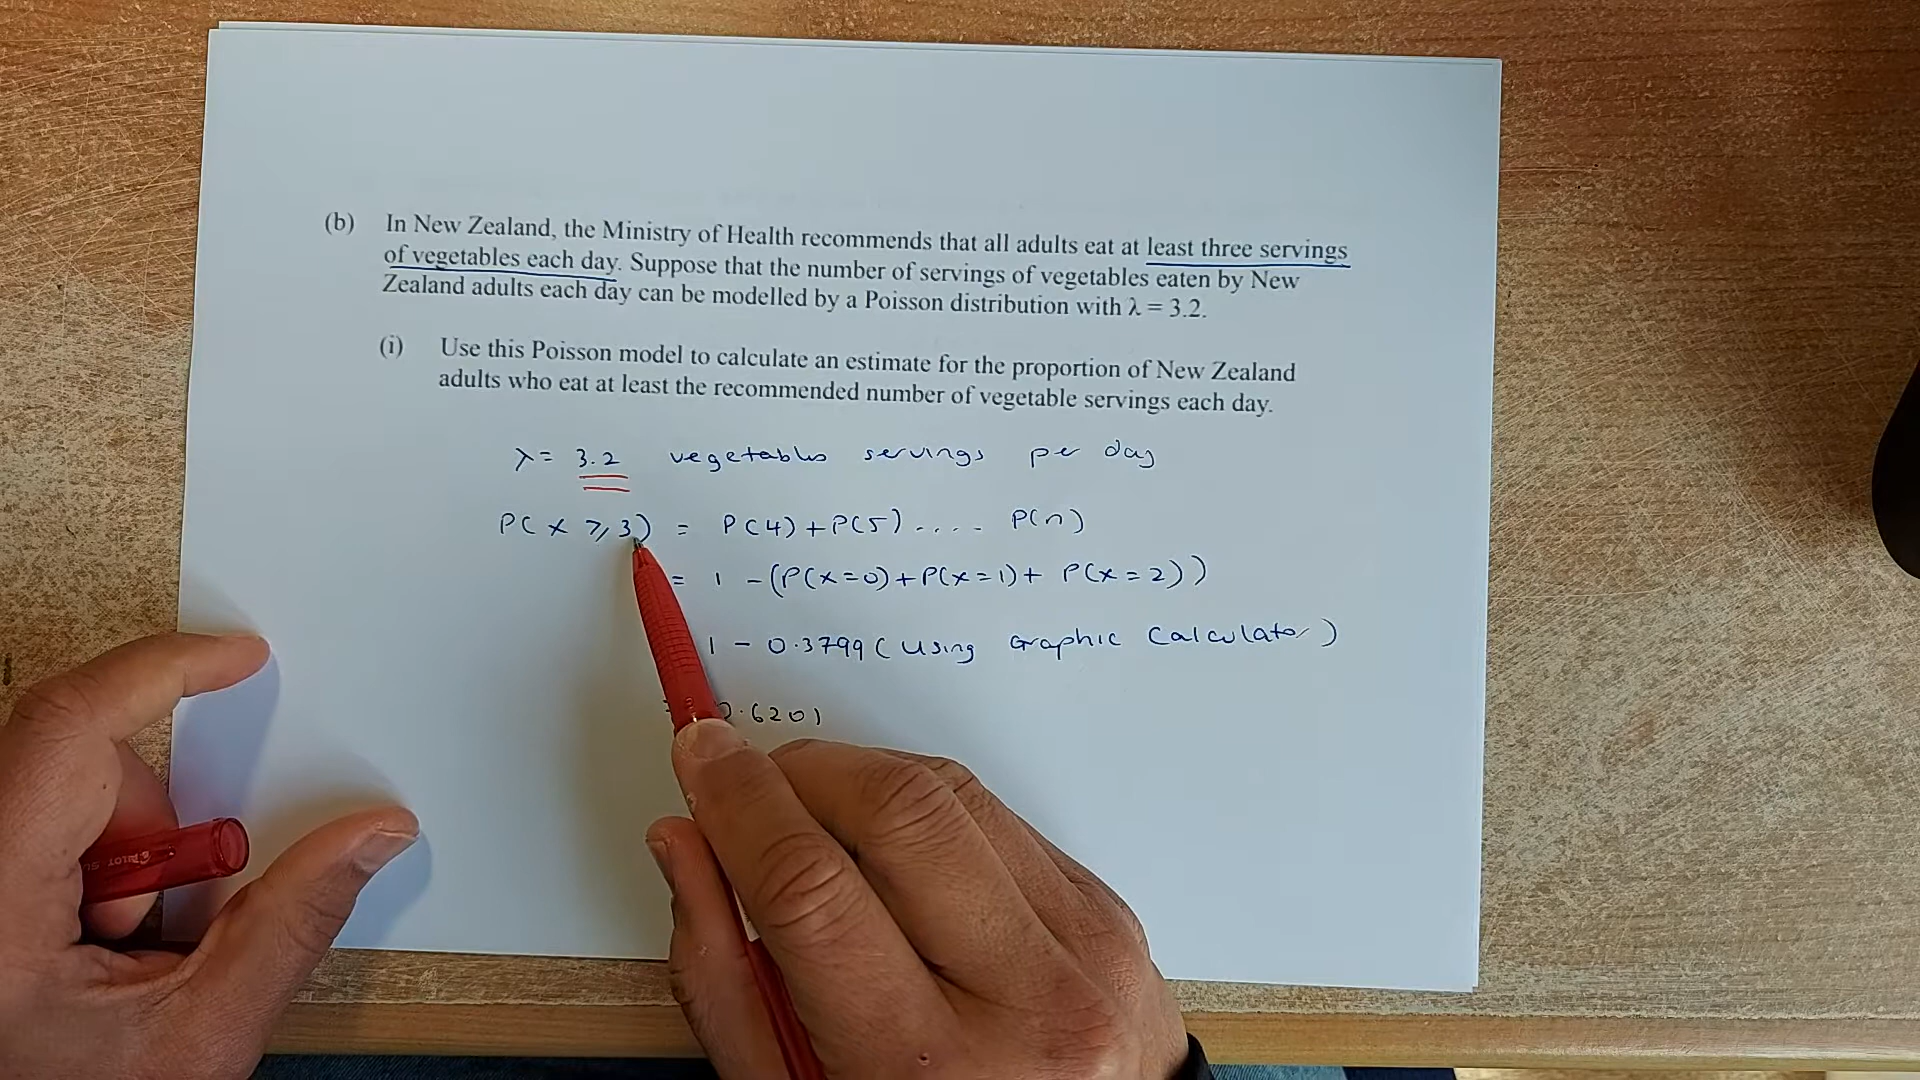 (b) In New Zealand, the Ministry of Health recommends that all adults eat at least three servings
of vegetables each day. Suppose that the number of servings of vegetables eaten by New
Zealand adults each day can be modelled by a Poisson distribution with λ = 3.2.
(i) Use this Poisson model to calculate an estimate for the proportion of New Zealand
adults who eat at least the recommended number of vegetable servings each day.
λ = 3.2 vegetables servings per day
P(x ≥ 3) = P(4) + P(5) .... P(n)
= 1 - (P(x=0) + P(x=1) + P(x=2))
1 - 0.3799 (Using Graphic Calculator)
0.6201
PILOT